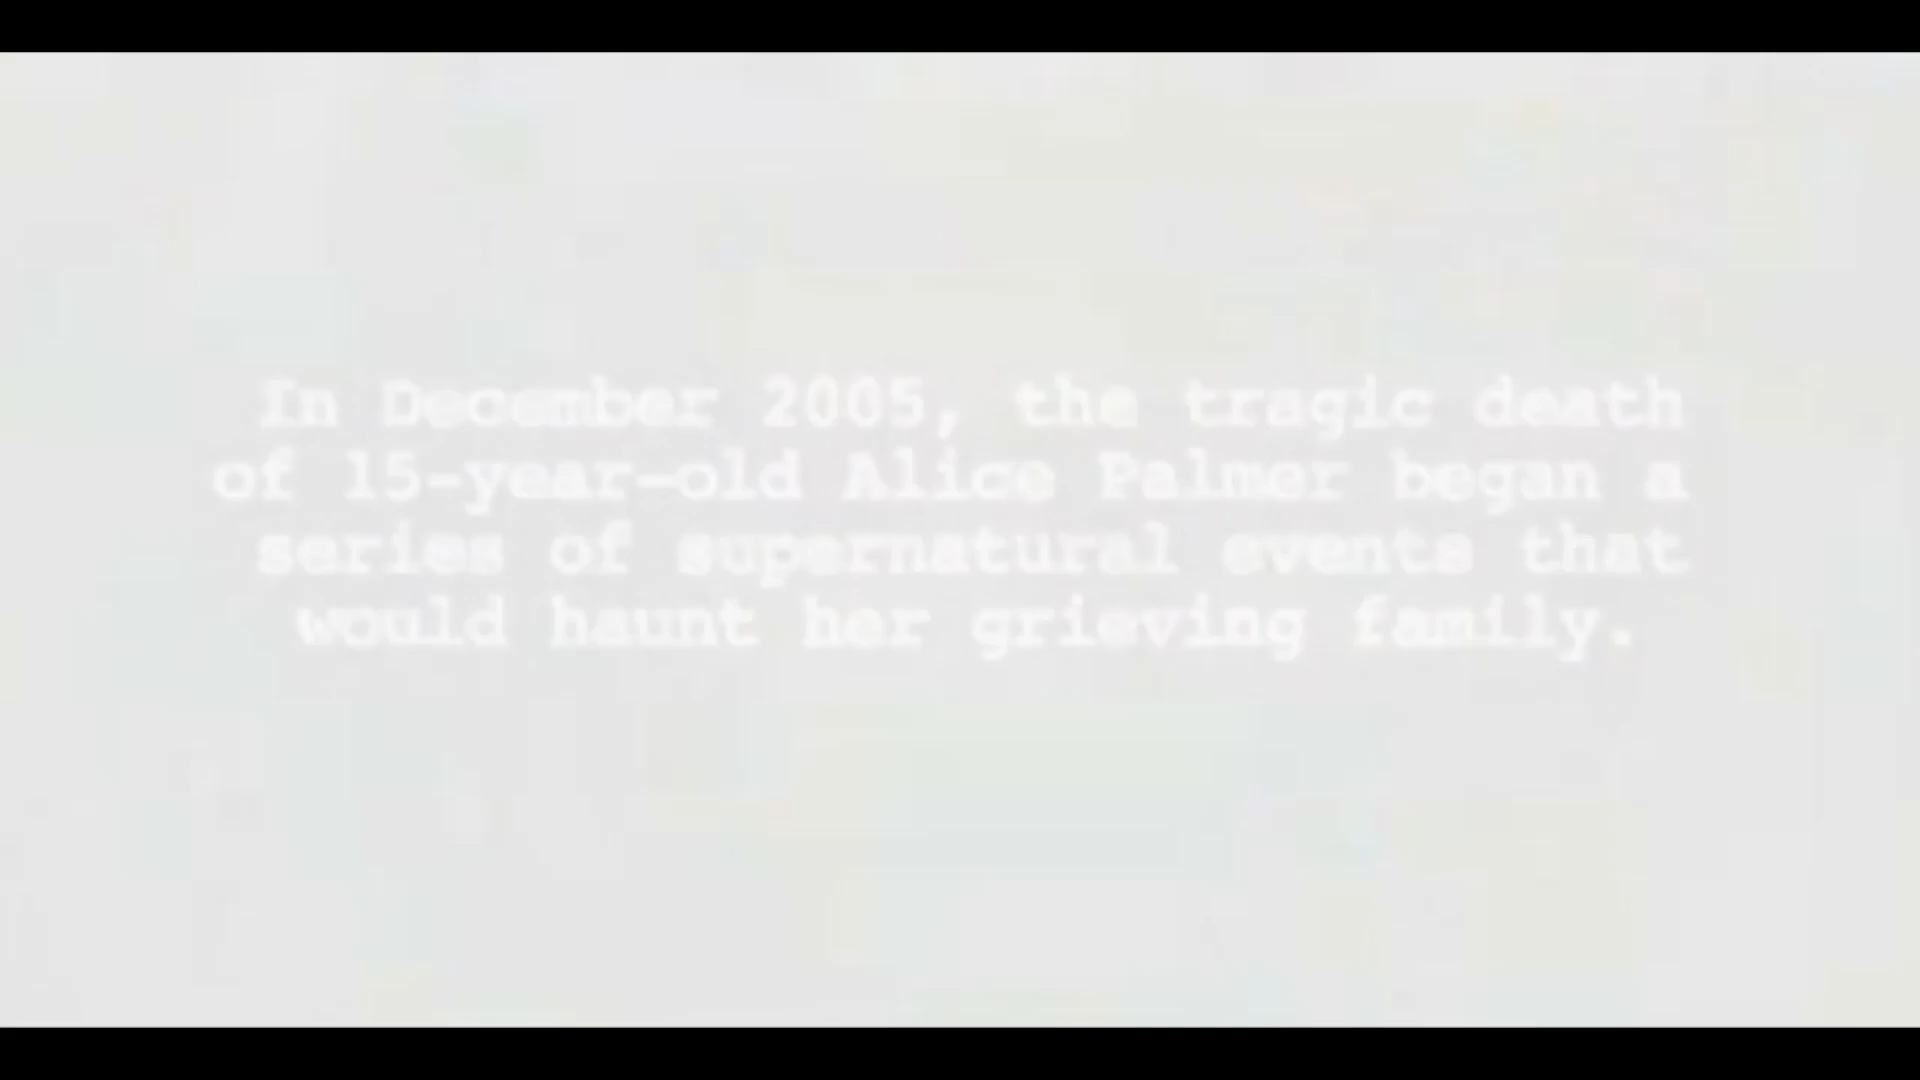 In December 2005, the tragic death
of 15-year-old Alice Palmer began a
series of supernatural events that
would haunt her grieving family.